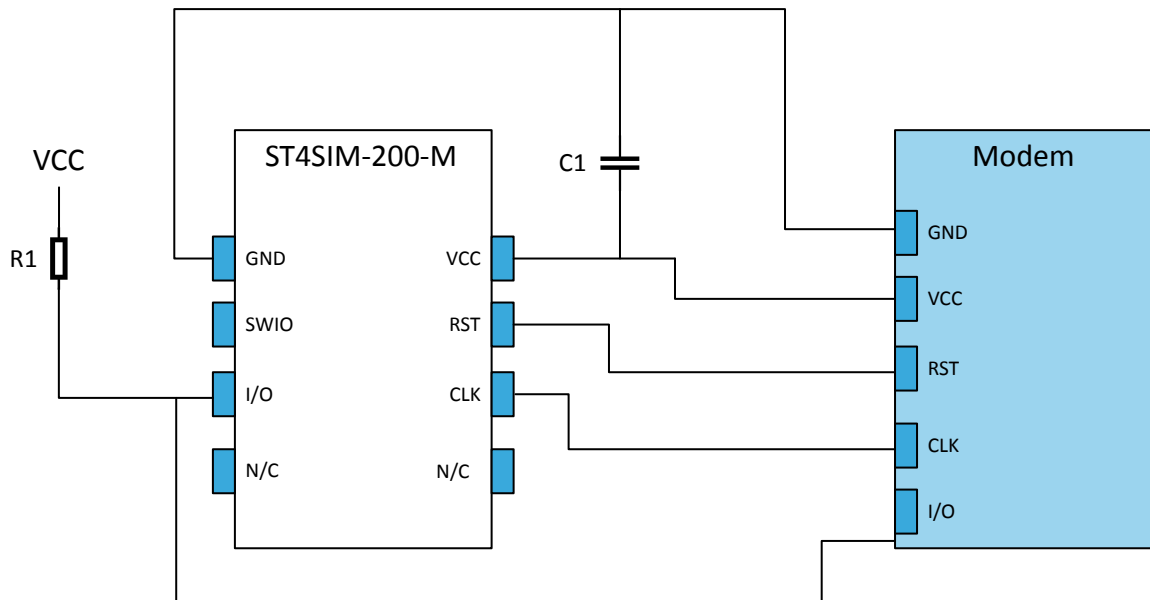 ST4SIM-200-M
VCC
R1
GND
SWIO
I/O
N/C
VCC
RST
CLK
N/C
C1
Modem
GND
VCC
RST
CLK
I/O